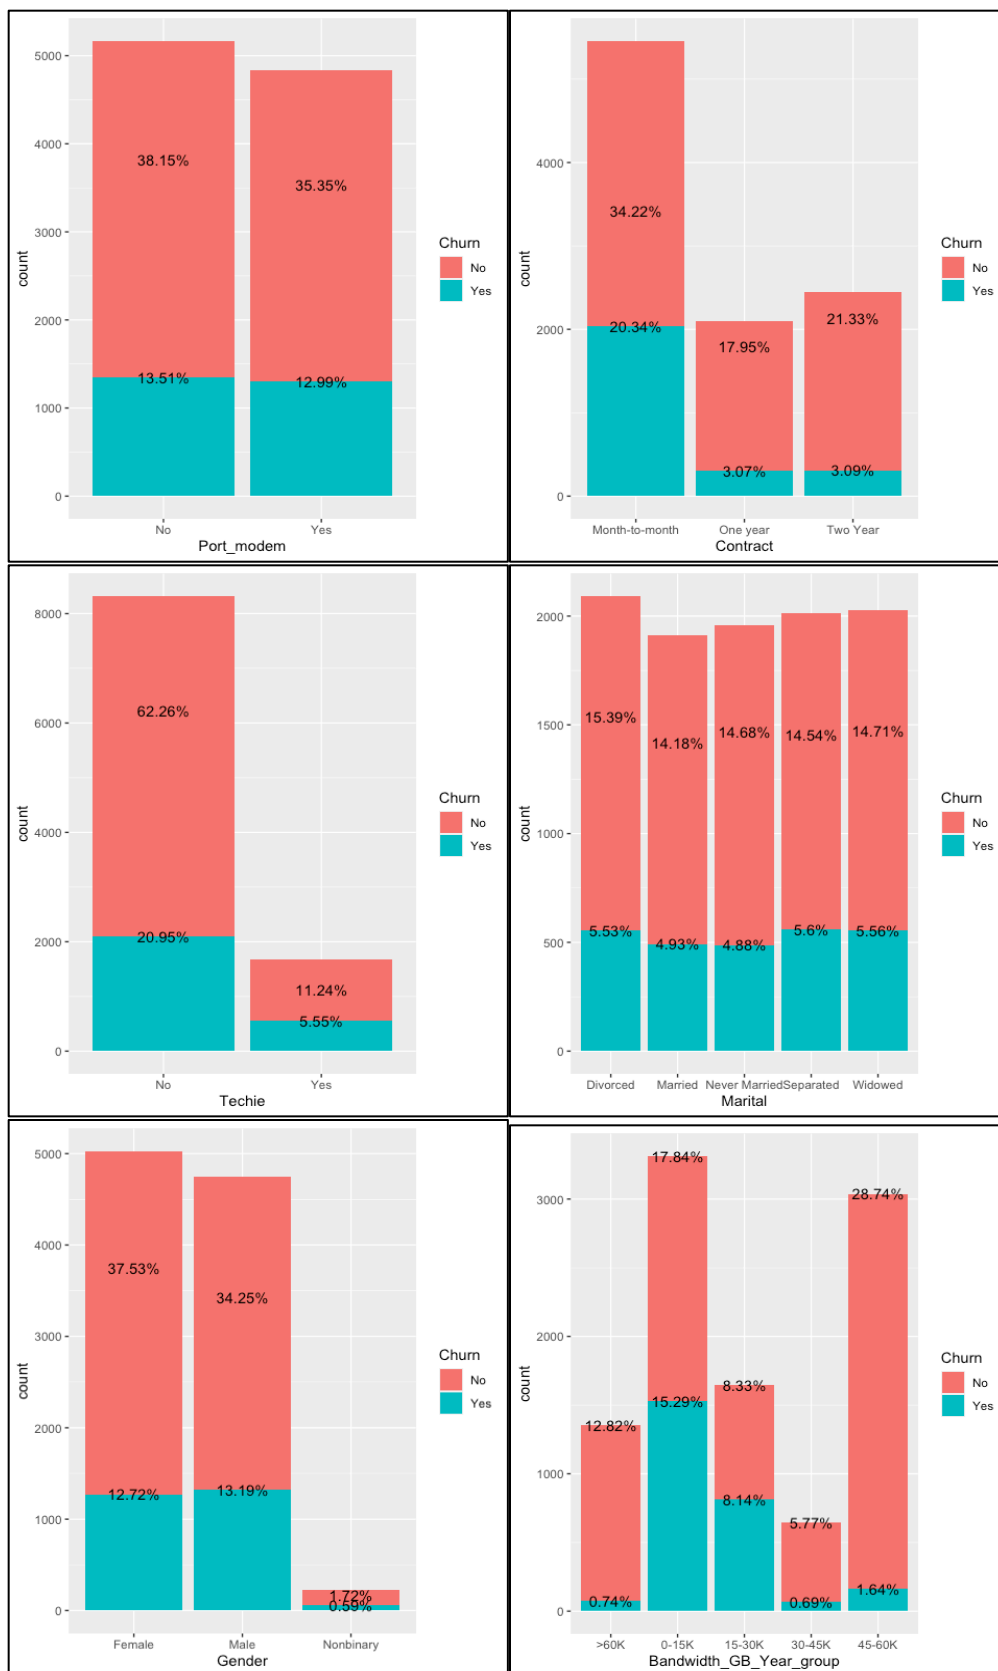 5000
4000
3000
2000
1000
0
count
38.15%
35.35%
13.51%
12.99%
No
Yes
Port_modem
Churn
No
Yes
4000
2000
0
count
34.22%
20.34%
17.95%
21.33%
3.07%
3.09%
Month-to-month
One year
Two Year
Contract
Churn
No
Yes
8000
6000
4000
2000
0
count
62.26%
20.95%
11.24%
5.55%
No
Yes
Techie
Churn
No
Yes
2000
1500
1000
500
0
count
15.39%
14.18%
14.68%
14.54%
14.71%
5.53%
4.93%
4.88%
5.6%
5.56%
Divorced
Married
Never Married
Separated
Widowed
Marital
Churn
No
Yes
5000
4000
3000
2000
1000
0
count
37.53%
34.25%
12.72%
13.19%
1.72%
0.59%
Female
Male
Nonbinary
Gender
Churn
No
Yes
3000
2000
1000
0
count
17.84%
28.74%
8.33%
12.82%
15.29%
8.14%
5.77%
0.74%
0.69%
1.64%
>60K
0-15K
15-30K
30-45K
45-60K
Bandwidth_GB_Year_group
Churn
No
Yes